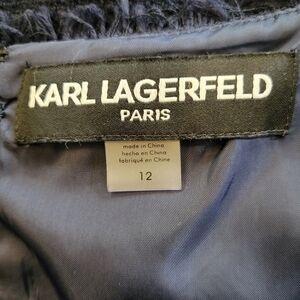 KARL LAGERFELD
PARIS
made in China
hecho en China
fabriqué en Chine
12